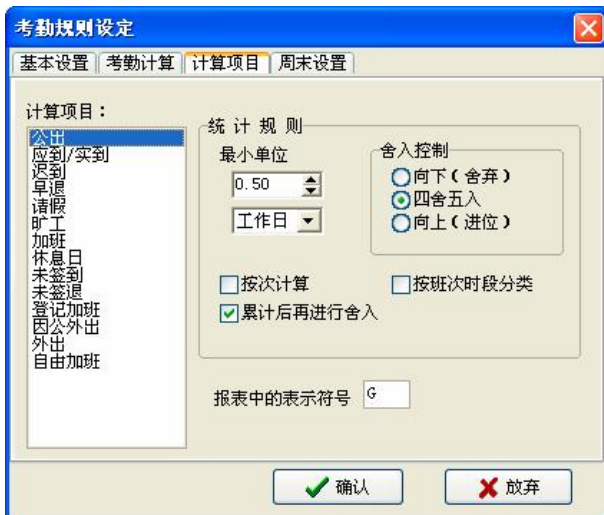 考勤规则设定
基本设置 考勤计算 计算项目 周末设置
计算项目：
公出
应到/实到
迟到
早退
请假
旷工
加班
休息日
未签到
未签退
登记加班
因公外出
外出
自由加班
统计规则
最小单位
0.50
工作日
舍入控制
向下（舍弃）
四舍五入
向上（进位）
按次计算
按班次时段分类
累计后再进行舍入
报表中的表示符号 G
确认
放弃